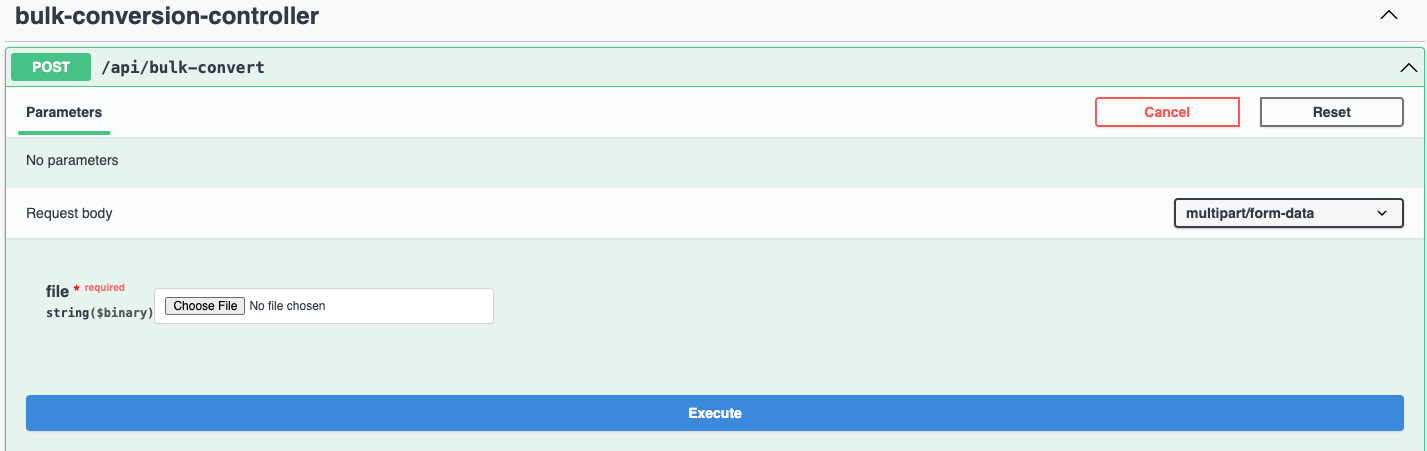 bulk-conversion-controller
POST /api/bulk-convert
Parameters Cancel Reset
No parameters
Request body multipart/form-data
file * required
string($binary) Choose File No file chosen
Execute